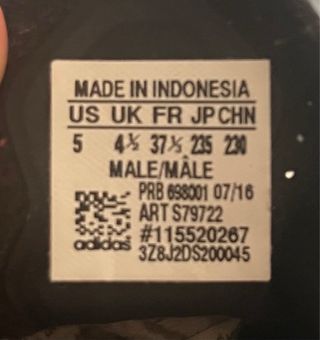 MADE IN INDONESIA
US UK FR JP CHN
5 4½ 37⅓ 235 230
MALE/MÂLE
PRB 698001 07/16
ART S79722
#115520267
3Z8J2DS200045
adidas